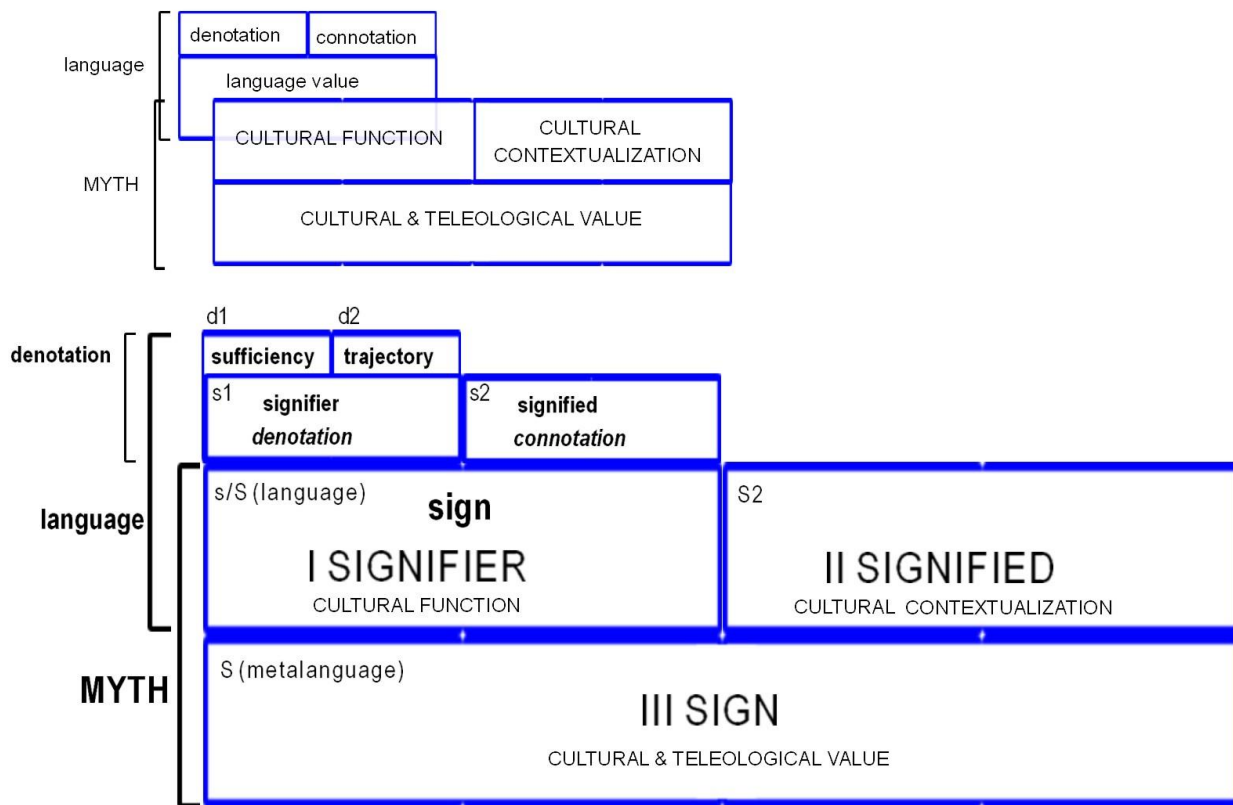 denotation connotation
language
language value
CULTURAL FUNCTION
CULTURAL
CONTEXTUALIZATION
MYTH
CULTURAL & TELEOLOGICAL VALUE
d1 d2
denotation
sufficiency trajectory
s1 signifier
denotation
s2 signified
connotation
language
s/S (language)
sign
I SIGNIFIER
CULTURAL FUNCTION
S2
II SIGNIFIED
CULTURAL CONTEXTUALIZATION
MYTH
S (metalanguage)
III SIGN
CULTURAL & TELEOLOGICAL VALUE